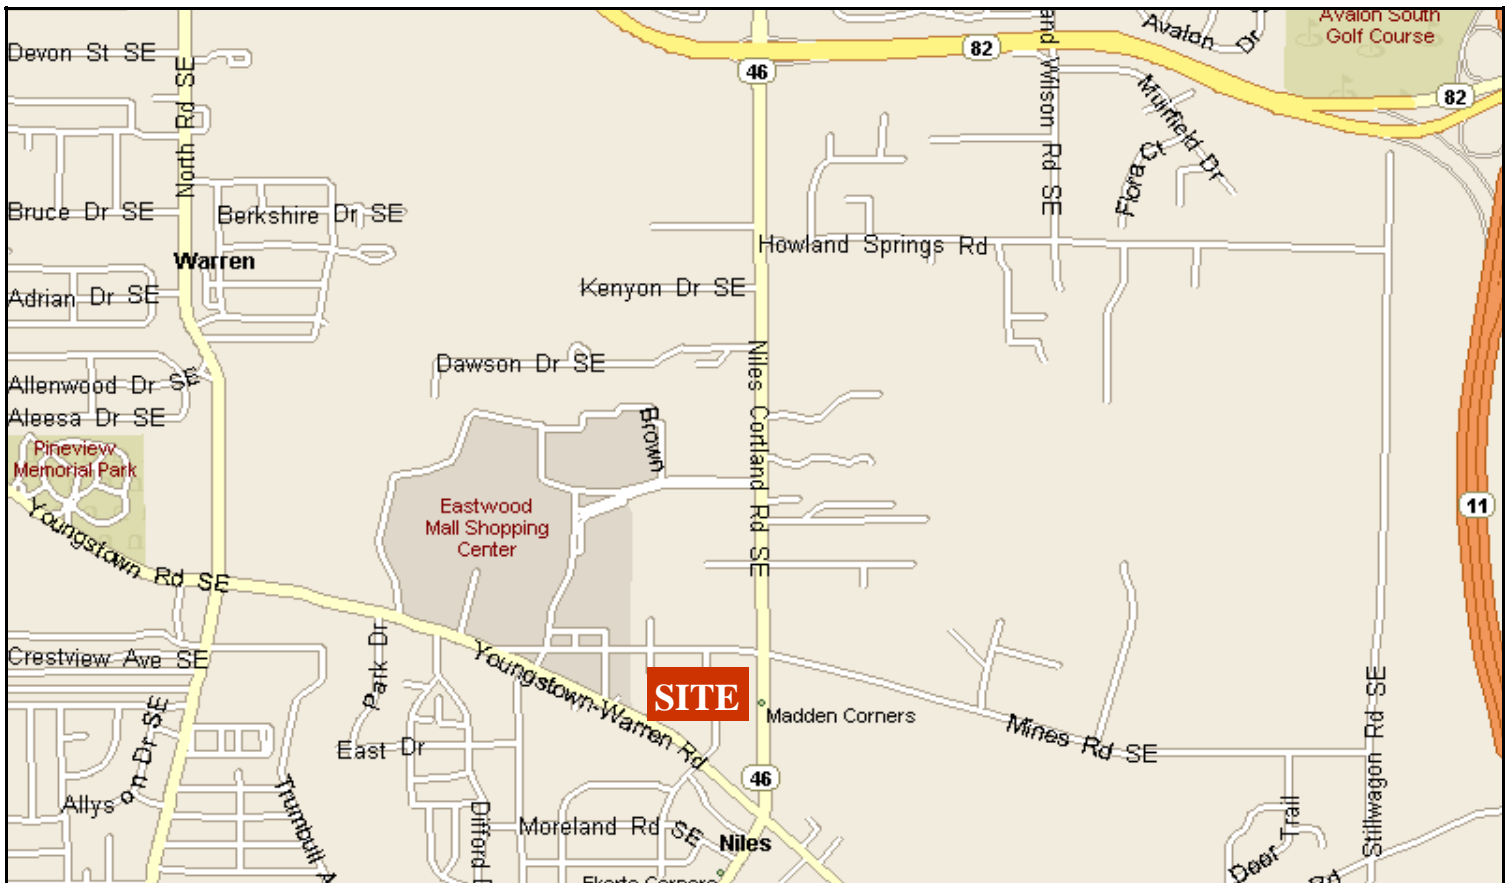 Avalon South
Golf Course
Avalon Dr
82
46
82
Devon St SE
North Rd SE
Wilson Rd SE
Muirfield Dr
Flora Ct
Bruce Dr SE
Berkshire Dr SE
Warren
Howland Springs Rd
Kenyon Dr SE
Adrian Dr SE
Dawson Dr SE
Niles Cortland Rd SE
Allenwood Dr SE
Aleesa Dr SE
Brown
Pineview
Memorial Park
Eastwood
Mall Shopping
Center
11
Youngstown Rd SE
Crestview Ave SE
Park Dr
Youngstown-Warren Rd
SITE
Madden Corners
Mines Rd SE
Stillwagon Rd SE
East Dr
46
Allyson Dr SE
Trumbull A
Difford
Moreland Rd SE
Niles
Deer Trail
Rd